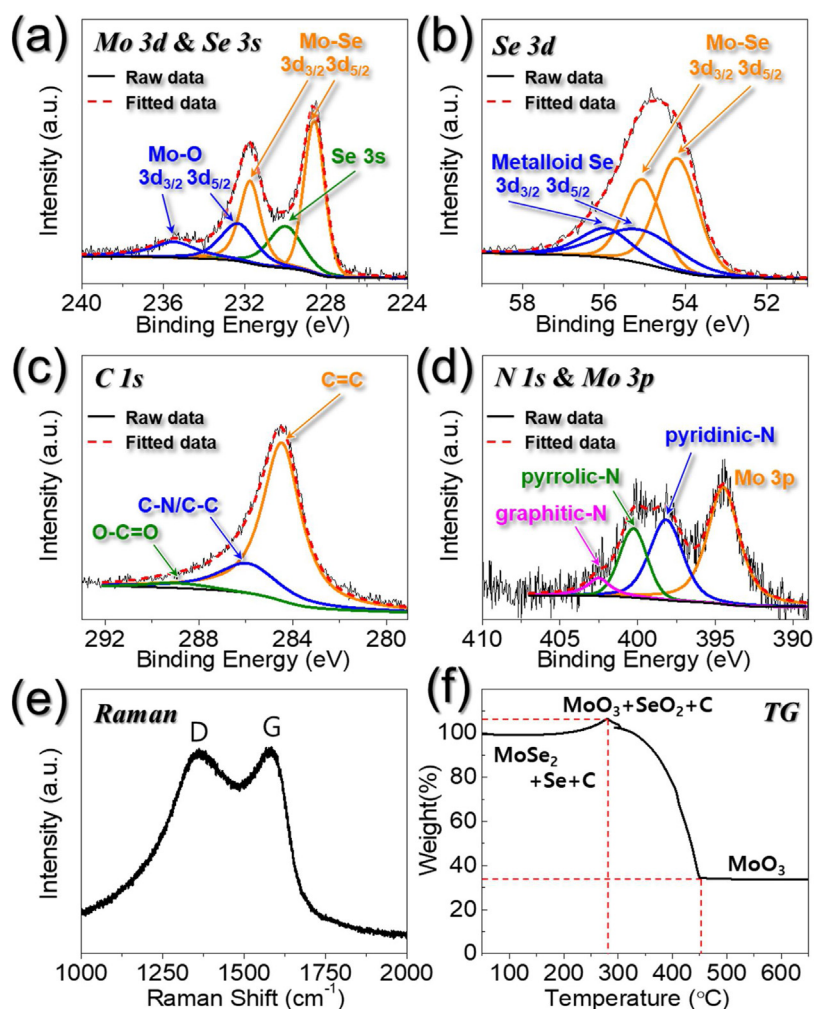 (a)
Mo 3d & Se 3s
Mo-Se
3d3/2 3d5/2
Raw data
Fitted data
Mo-O
3d3/2 3d5/2
Se 3s
Intensity (a.u.)
240 236 232 228 224
Binding Energy (eV)
(b)
Se 3d
Mo-Se
3d3/2 3d5/2
Raw data
Fitted data
Metalloid Se
3d3/2 3d5/2
Intensity (a.u.)
58 56 54 52
Binding Energy (eV)
(c)
C 1s
C=C
Raw data
Fitted data
C-N/C-C
O-C=O
Intensity (a.u.)
292 288 284 280
Binding Energy (eV)
(d)
N 1s & Mo 3p
Raw data
Fitted data
pyridinic-N
pyrrolic-N
Mo 3p
graphitic-N
Intensity (a.u.)
410 405 400 395 390
Binding Energy (eV)
(e)
Raman
D G
Intensity (a.u.)
1000 1250 1500 1750 2000
Raman Shift (cm-1)
(f)
MoO3+SeO2+C
TG
MoSe2
+Se+C
MoO3
Weight(%)
100
80
60
40
20
0
100 200 300 400 500 600
Temperature (oC)